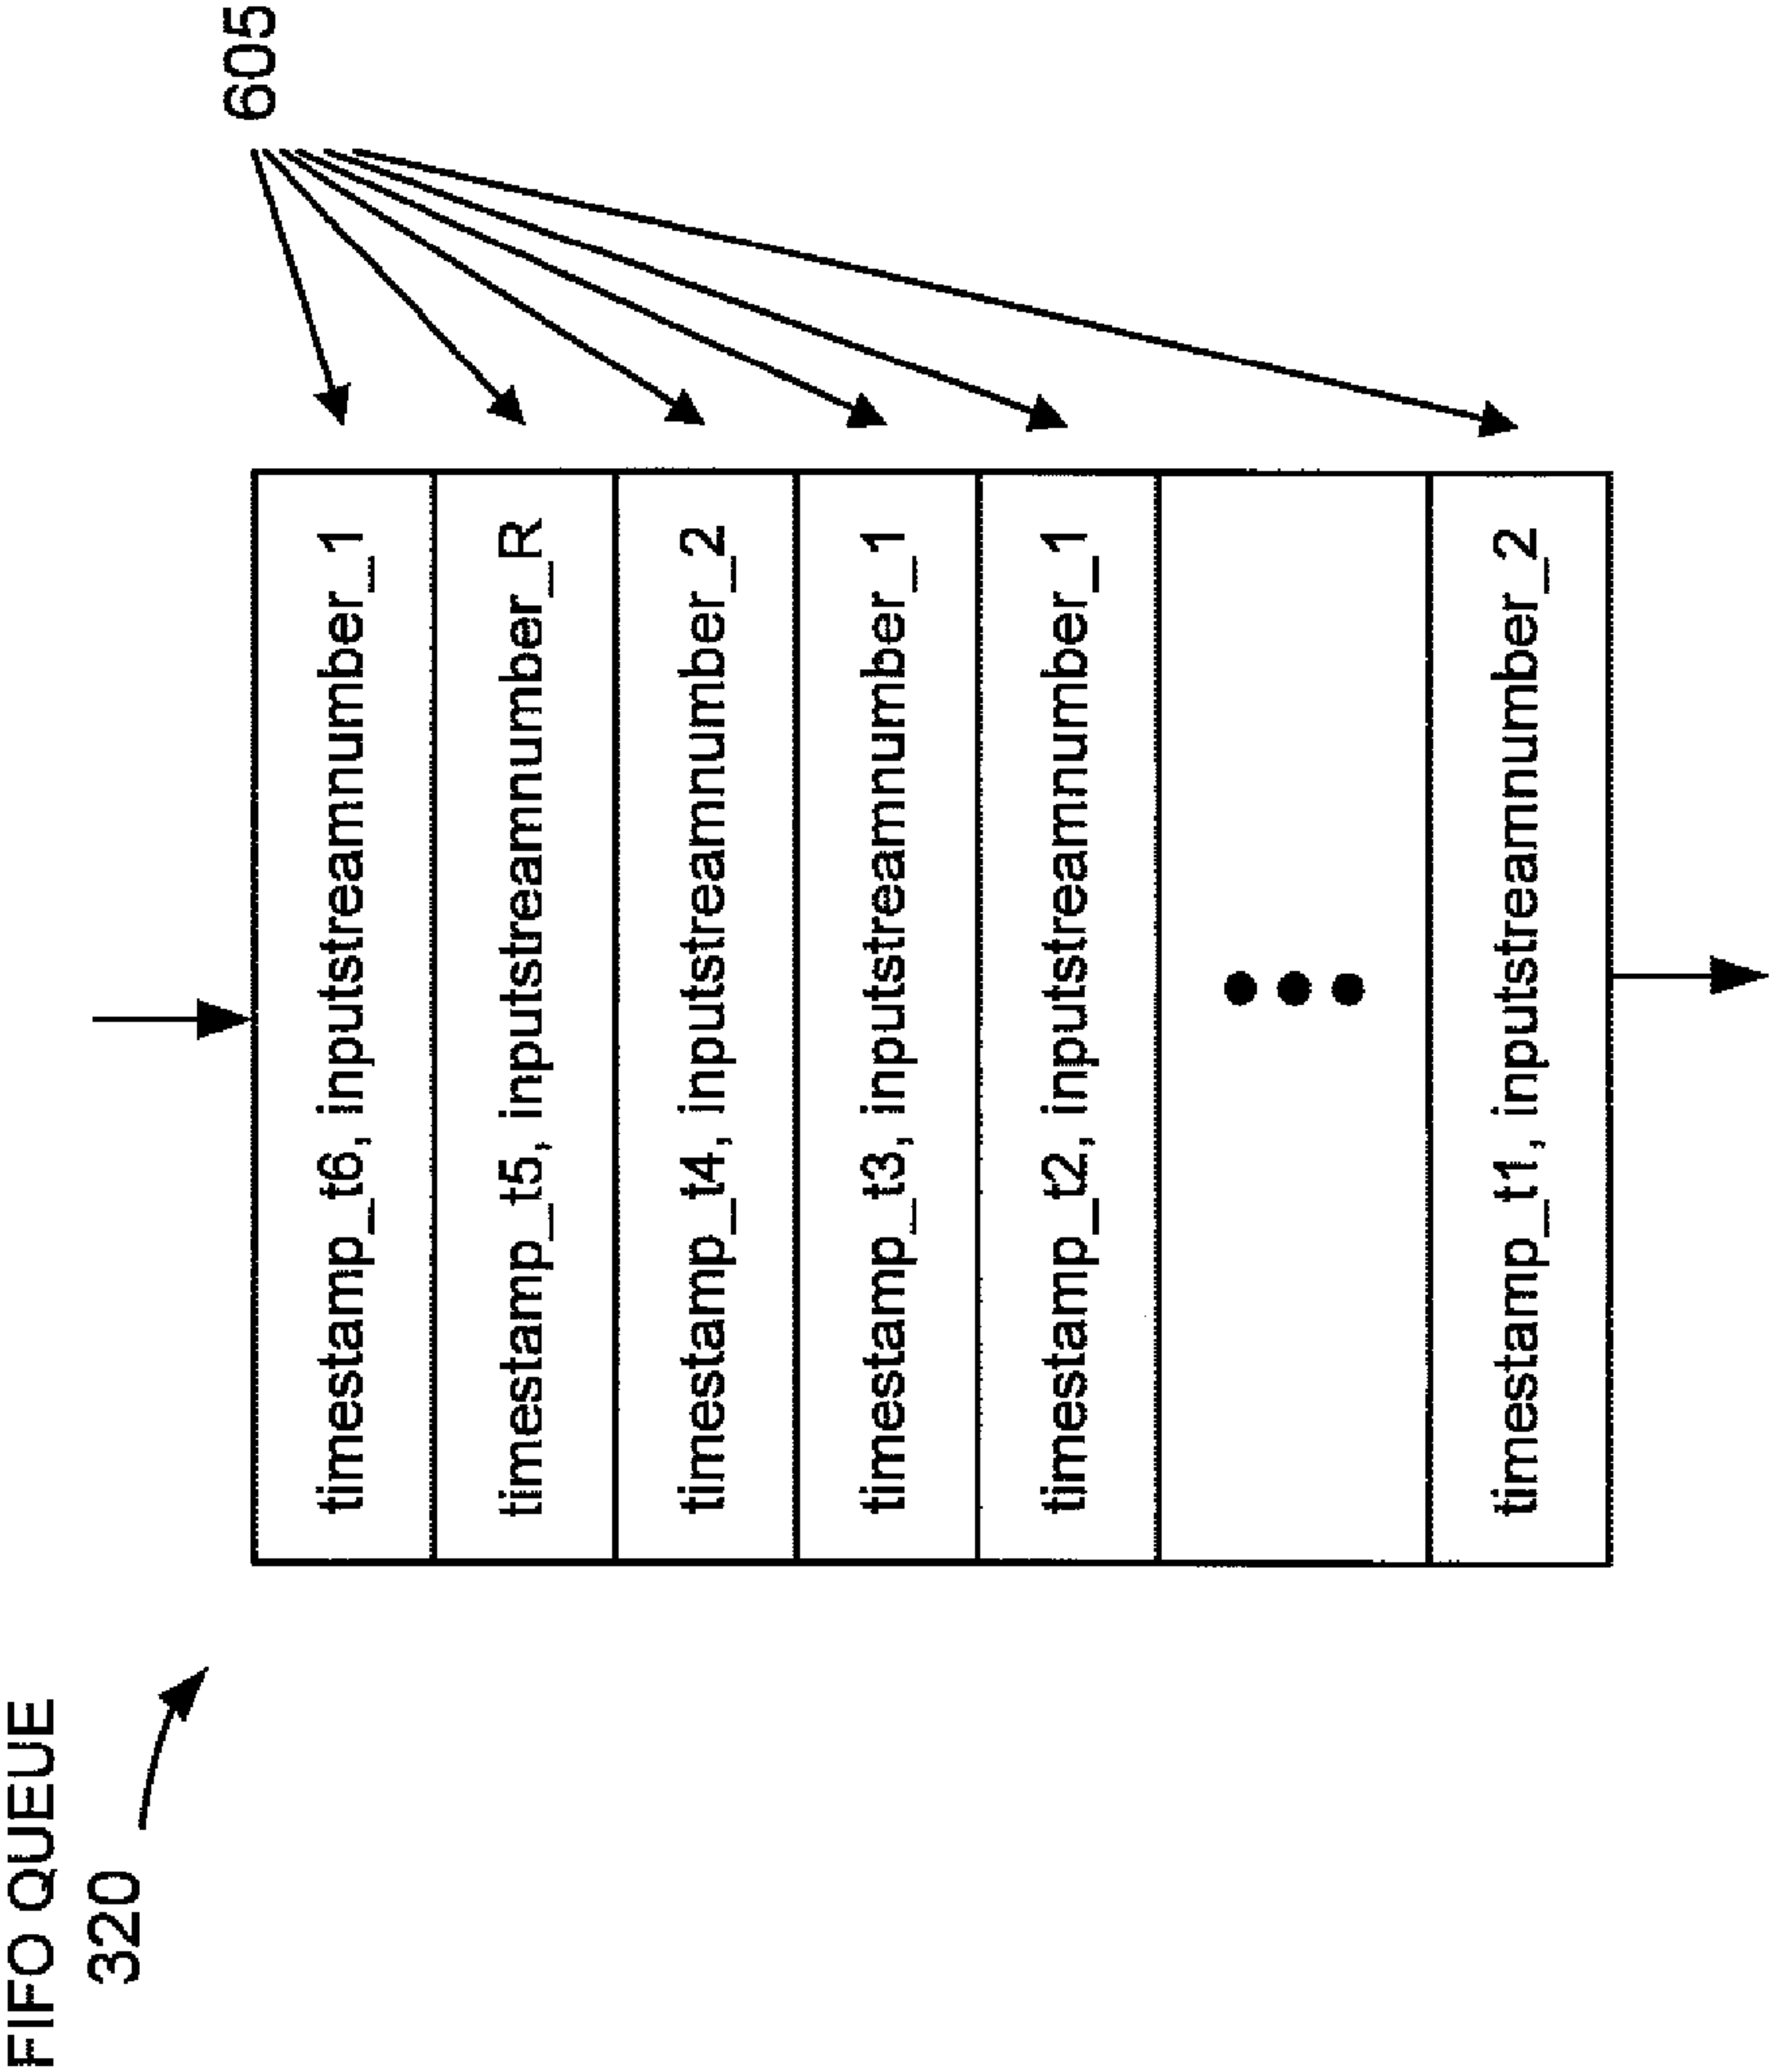 FIFO QUEUE
320
timestamp_t6, inputstreamnumber_1
timestamp_t5, inputstreamnumber_R
timestamp_t4, inputstreamnumber_2
timestamp_t3, inputstreamnumber_1
timestamp_t2, inputstreamnumber_1
timestamp_t1, inputstreamnumber_2
605